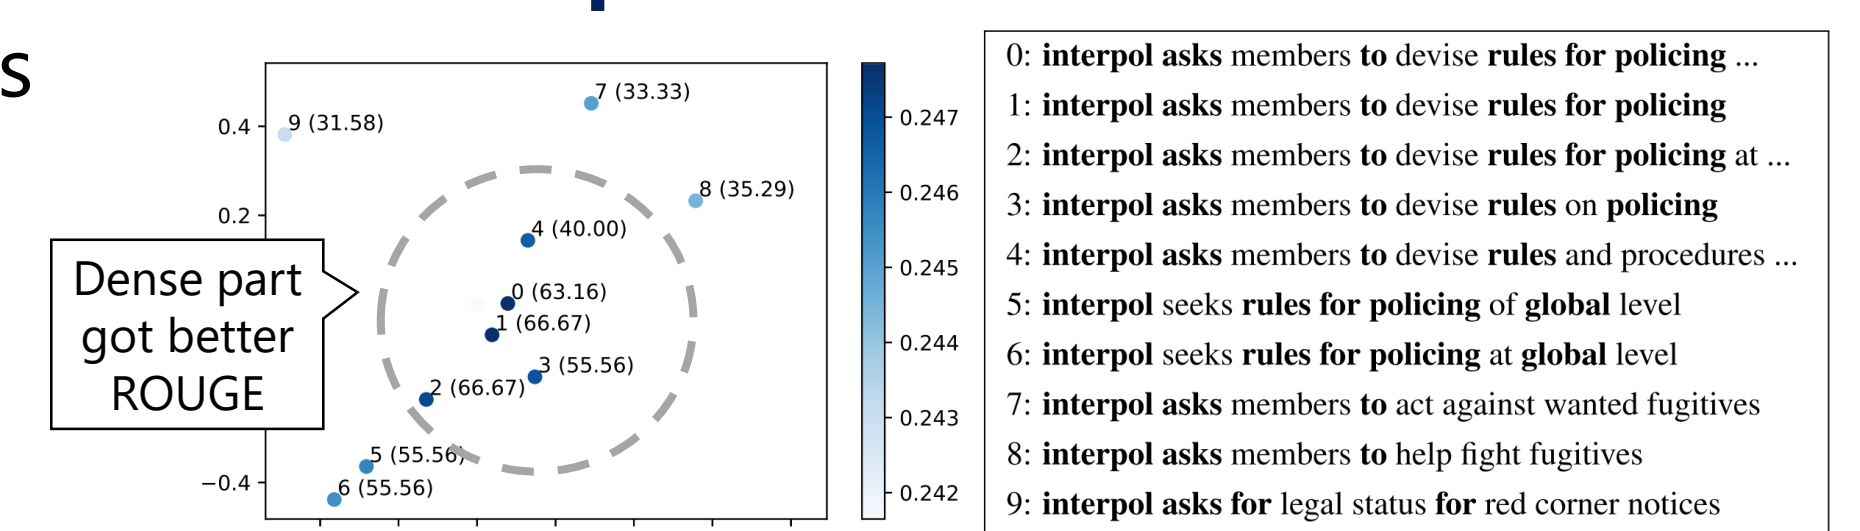 s
7 (33.33)
9 (31.58)
0.4
8 (35.29)
0.2
4 (40.00)
0 (63.16)
1 (66.67)
3 (55.56)
2 (66.67)
5 (55.56)
6 (55.56)
−0.4
Dense part
got better
ROUGE
0.247
0.246
0.245
0.244
0.243
0.242
0: interpol asks members to devise rules for policing ...
1: interpol asks members to devise rules for policing
2: interpol asks members to devise rules for policing at ...
3: interpol asks members to devise rules on policing
4: interpol asks members to devise rules and procedures ...
5: interpol seeks rules for policing of global level
6: interpol seeks rules for policing at global level
7: interpol asks members to act against wanted fugitives
8: interpol asks members to help fight fugitives
9: interpol asks for legal status for red corner notices